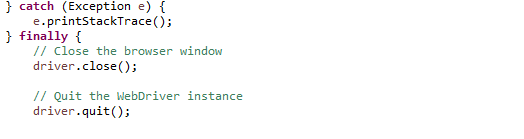 } catch (Exception e) {
    e.printStackTrace();
} finally {
    // Close the browser window
    driver.close();

    // Quit the WebDriver instance
    driver.quit();